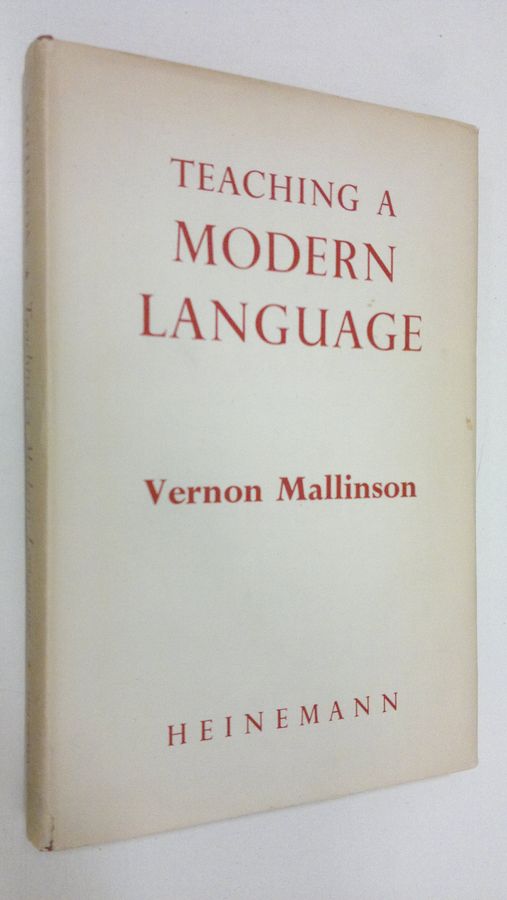 TEACHING A
MODERN
LANGUAGE
Vernon Mallinson
HEINEMANN